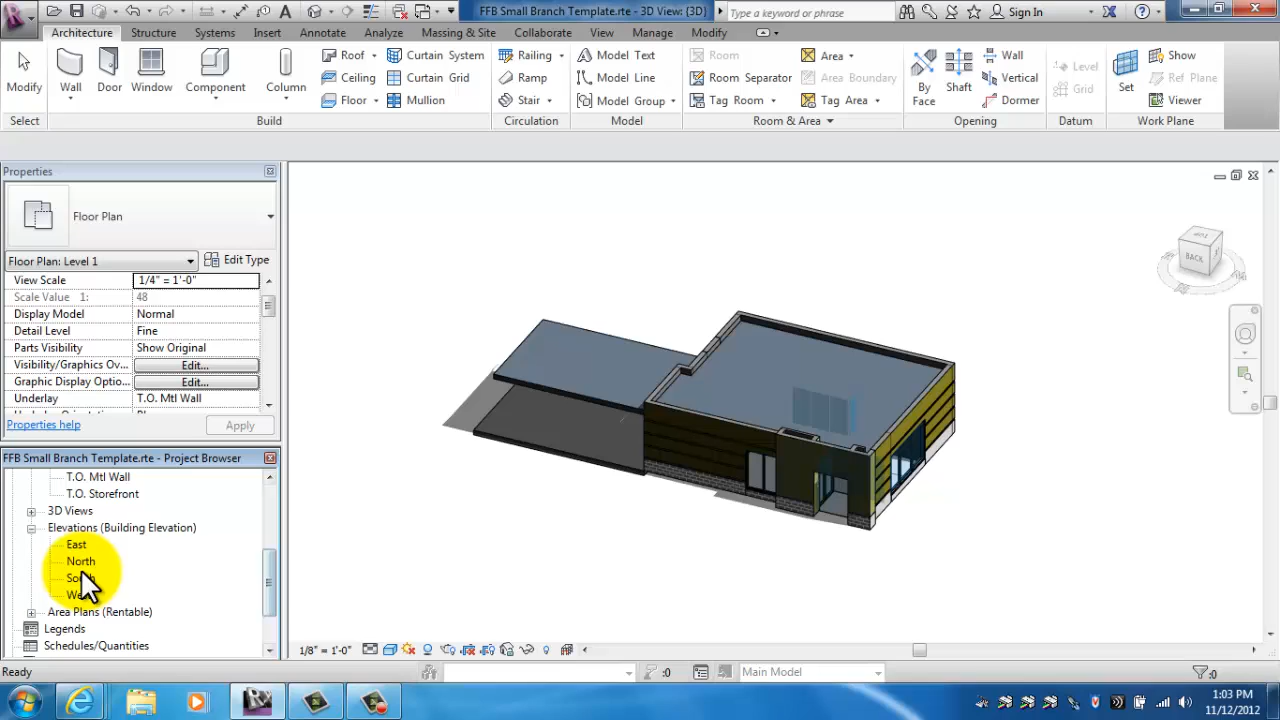 FFB Small Branch Template.rte - 3D View: {3D}
Type a keyword or phrase
Sign In
Architecture Structure Systems Insert Annotate Analyze Massing & Site Collaborate View Manage Modify
Modify
Wall
Door
Window
Component
Column
Roof
Ceiling
Floor
Curtain System
Curtain Grid
Mullion
Railing
Ramp
Stair
Model Text
Model Line
Model Group
Room
Room Separator
Tag Room
Area
Area Boundary
Tag Area
By Face
Shaft
Wall
Vertical
Dormer
Level
Grid
Set
Show
Ref Plane
Viewer
Select
Build
Circulation
Model
Room & Area
Opening
Datum
Work Plane
Properties
Floor Plan
Floor Plan: Level 1
Edit Type
View Scale 1/4" = 1'-0"
Scale Value 1: 48
Display Model Normal
Detail Level Fine
Parts Visibility Show Original
Visibility/Graphics Ov... Edit...
Graphic Display Optio... Edit...
Underlay T.O. Mtl Wall
Properties help
Apply
FFB Small Branch Template.rte - Project Browser
T.O. Mtl Wall
T.O. Storefront
3D Views
Elevations (Building Elevation)
East
North
Area Plans (Rentable)
Legends
Schedules/Quantities
BACK
1/8" = 1'-0"
Ready
:0
Main Model
:0
1:03 PM
11/12/2012